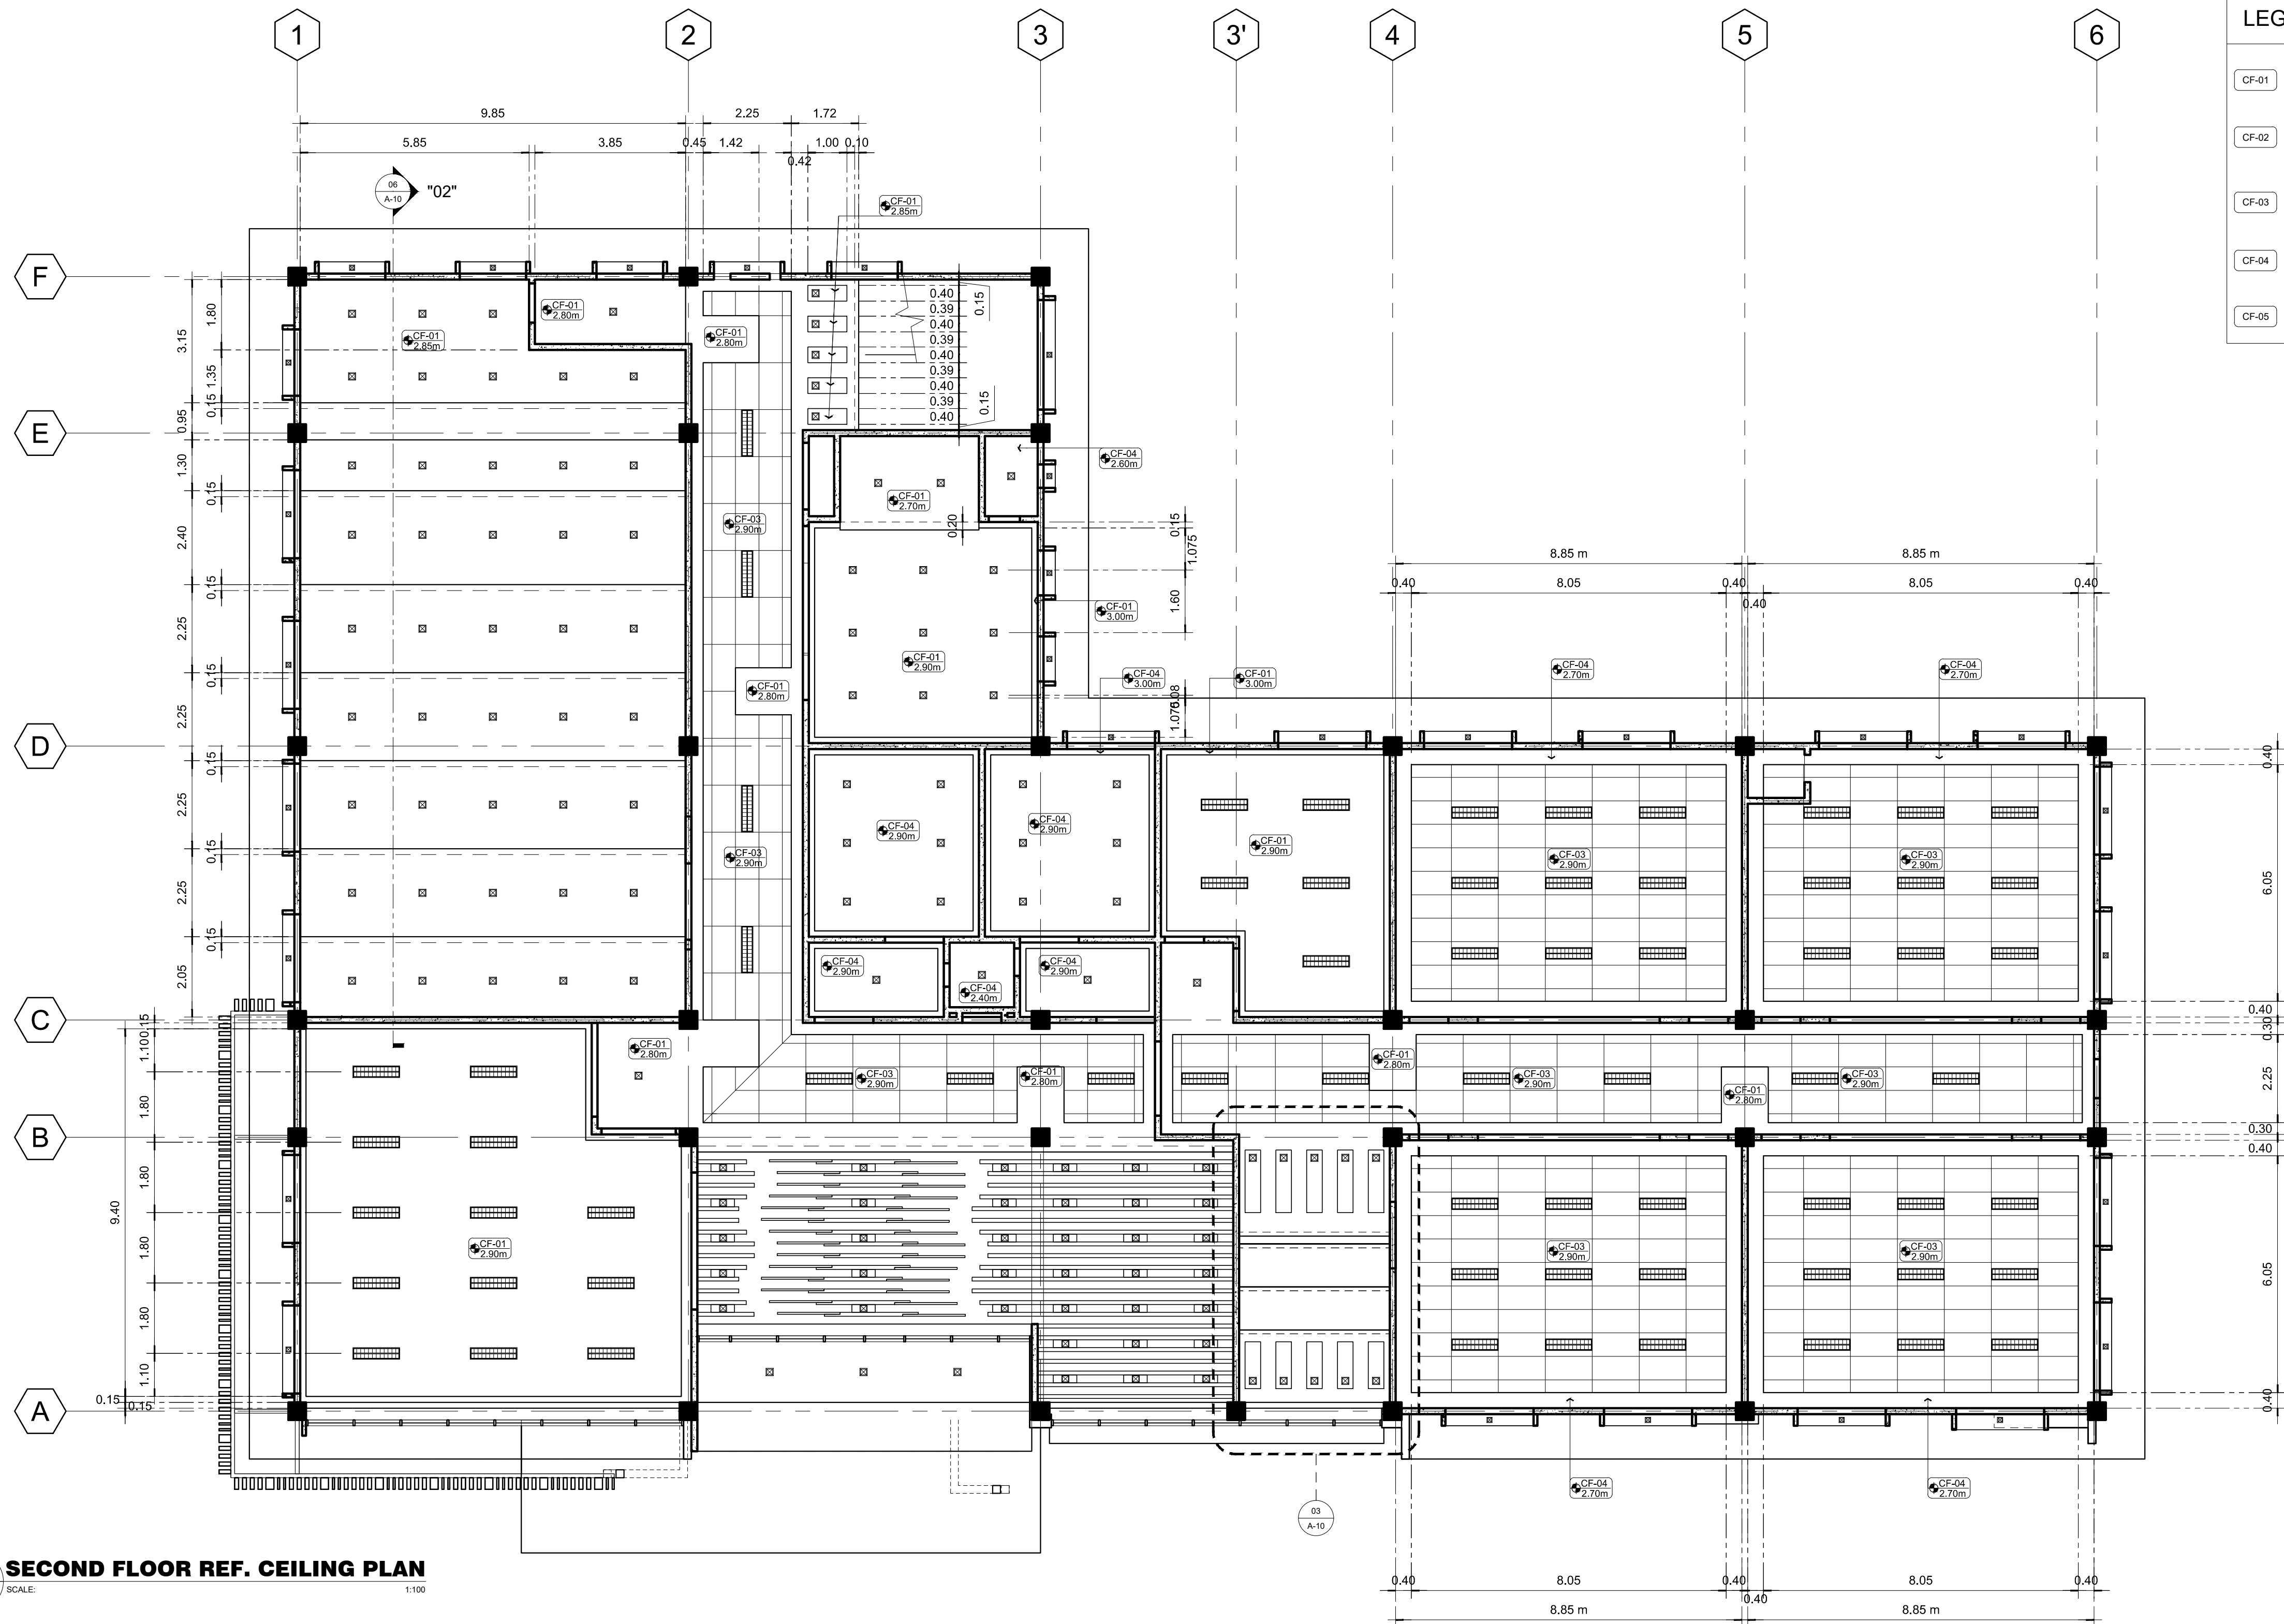 1
2
3
3'
4
5
6
LEG
CF-01
CF-02
CF-03
CF-04
CF-05
9.85
2.25
1.72
5.85
3.85
0.45
1.42
1.00
0.10
0.42
06
A-10
"02"
CF-01
2.85m
F
CF-01
2.80m
CF-01
2.85m
CF-01
2.80m
0.40
0.39
0.40
0.39
0.40
0.39
0.40
0.39
0.40
0.15
0.15
3.15
1.80
1.35
0.15
0.95
E
1.30
0.15
2.40
0.15
2.25
0.15
2.25
0.15
2.25
0.15
2.25
0.15
2.05
CF-04
2.60m
CF-01
2.70m
0.20
CF-03
2.90m
0.15
1.075
1.60
CF-01
3.00m
CF-01
2.90m
CF-01
2.80m
CF-04
3.00m
CF-01
3.00m
1.075
8.85 m
8.85 m
0.40
8.05
0.40
0.40
8.05
0.40
CF-04
2.70m
CF-04
2.70m
D
0.40
CF-04
2.90m
CF-04
2.90m
CF-01
2.90m
CF-03
2.90m
CF-03
2.90m
CF-03
2.90m
6.05
CF-04
2.90m
CF-04
2.40m
CF-04
2.90m
0.40
0.30
C
0.15
1.10
CF-01
2.80m
CF-03
2.90m
CF-01
2.80m
CF-01
2.80m
CF-03
2.90m
CF-01
2.80m
CF-03
2.90m
2.25
1.80
B
0.30
0.40
1.80
9.40
1.80
CF-01
2.90m
CF-03
2.90m
CF-03
2.90m
6.05
1.80
1.10
0.15
0.15
A
0.40
CF-04
2.70m
CF-04
2.70m
03
A-10
SECOND FLOOR REF. CEILING PLAN
SCALE:
1:100
0.40
8.05
0.40
0.40
8.05
0.40
8.85 m
8.85 m